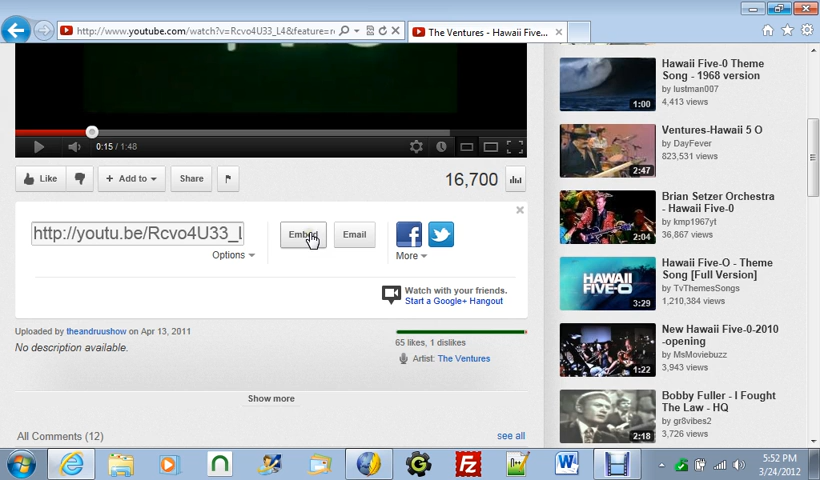 http://www.youtube.com/watch?v=Rcvo4U33_L4&feature=r
The Ventures - Hawaii Five...
0:15 / 1:48
Like
Add to
Share
16,700
http://youtu.be/Rcvo4U33_L
Options
Embed
Email
More
Watch with your friends.
Start a Google+ Hangout
Uploaded by theandruushow on Apr 13, 2011
No description available.
65 likes, 1 dislikes
Artist: The Ventures
Show more
All Comments (12)
see all
Hawaii Five-0 Theme
Song - 1968 version
by lustman007
4,413 views
1:00
Ventures-Hawaii 5 O
by DayFever
823,531 views
2:47
Brian Setzer Orchestra
- Hawaii Five-0
by kmp1967yt
36,867 views
2:04
Hawaii Five-O - Theme
Song [Full Version]
by TvThemesSongs
1,210,384 views
HAWAII
FIVE-O
3:29
New Hawaii Five-0-2010
-opening
by MsMoviebuzz
3,943 views
1:22
Bobby Fuller - I Fought
The Law - HQ
by gr8vibes2
3,726 views
2:18
5:52 PM
3/24/2012